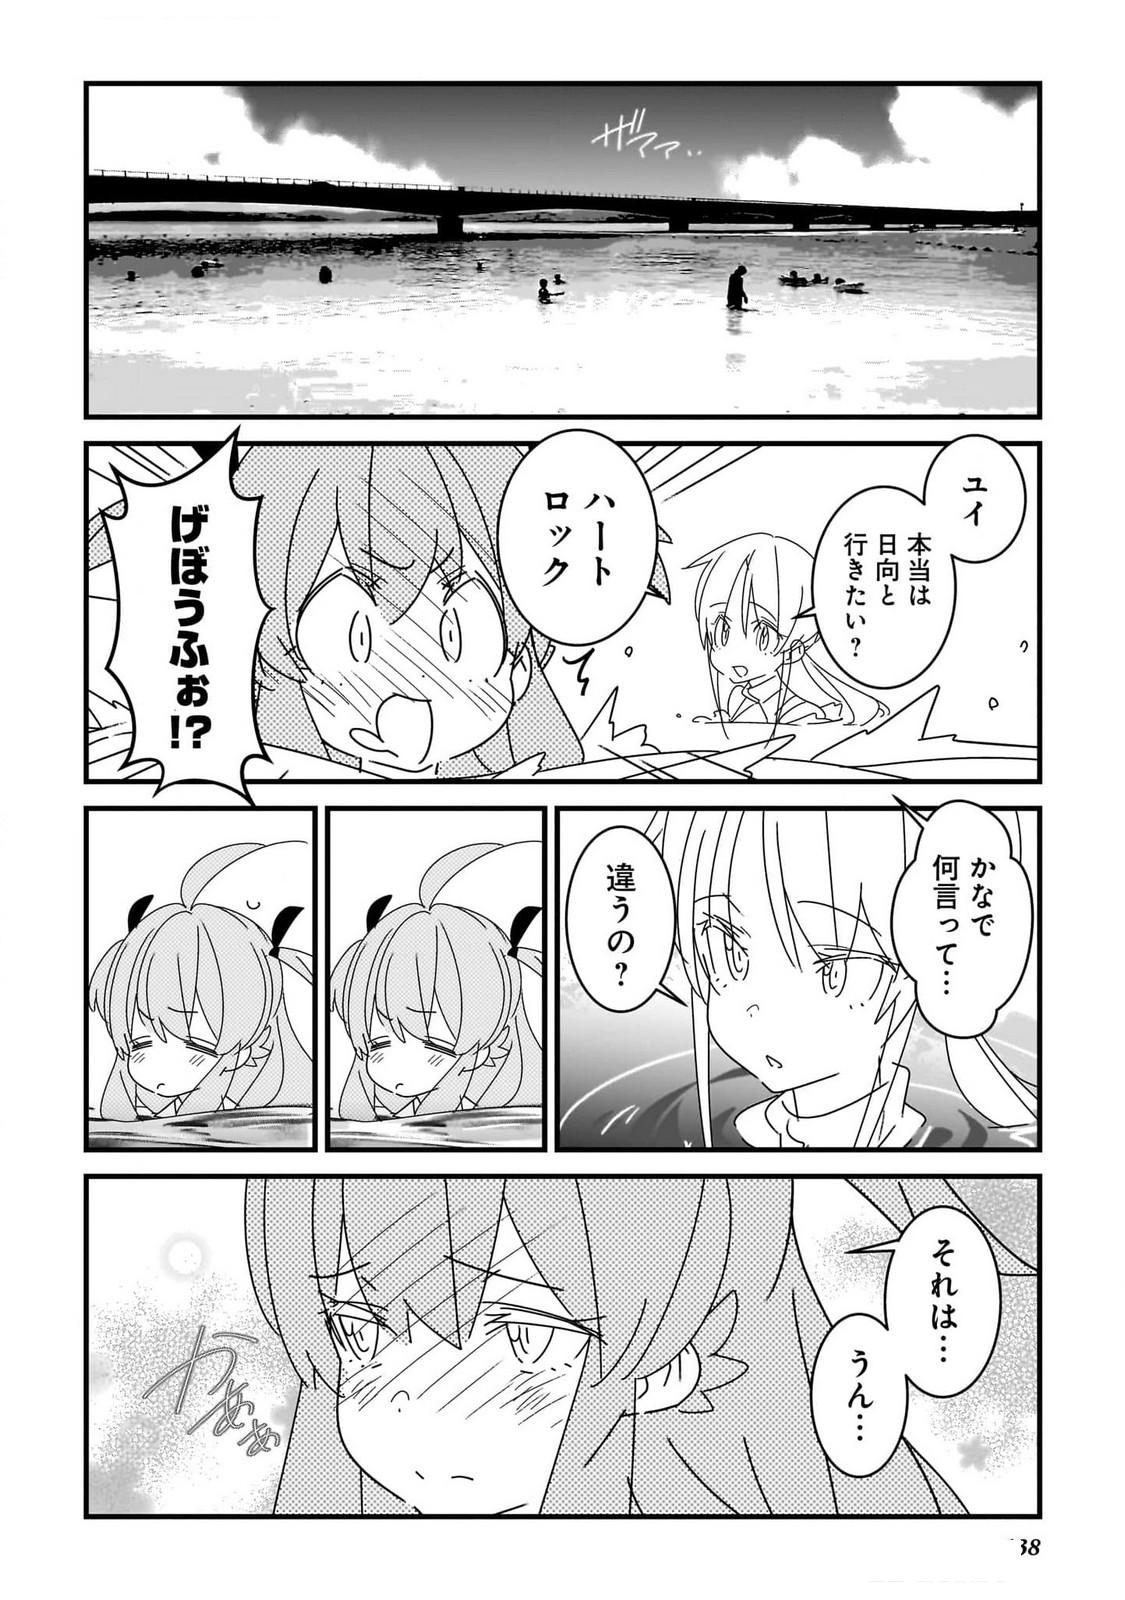 ザァァ‥
ユイ
本当は
日向と
行きたい？
ハート
ロック
げぼうふぉ!?
かなで
何言って…
違うの？
それは…
うん…
かぁぁぁ
38